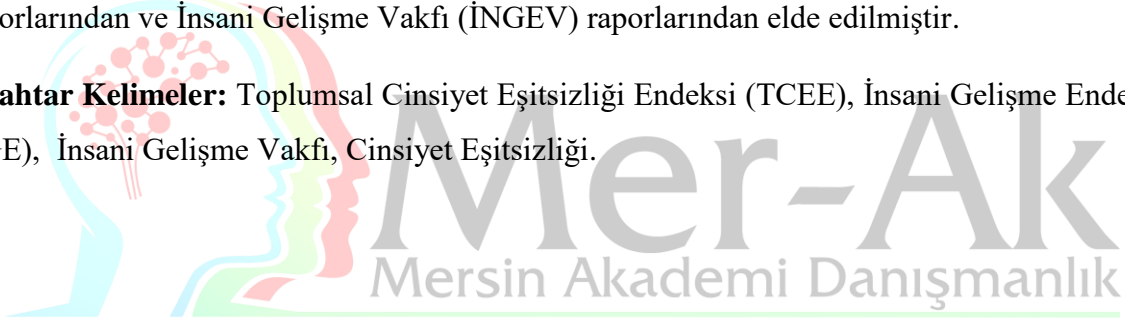 orlarından ve İnsani Gelişme Vakfı (İNGEV) raporlarından elde edilmiştir.
ahtar Kelimeler: Toplumsal Cinsiyet Eşitsizliği Endeksi (TCEE), İnsani Gelişme Ende
E), İnsani Gelişme Vakfı, Cinsiyet Eşitsizliği.
Mer-Ak
Mersin Akademi Danışmanlık